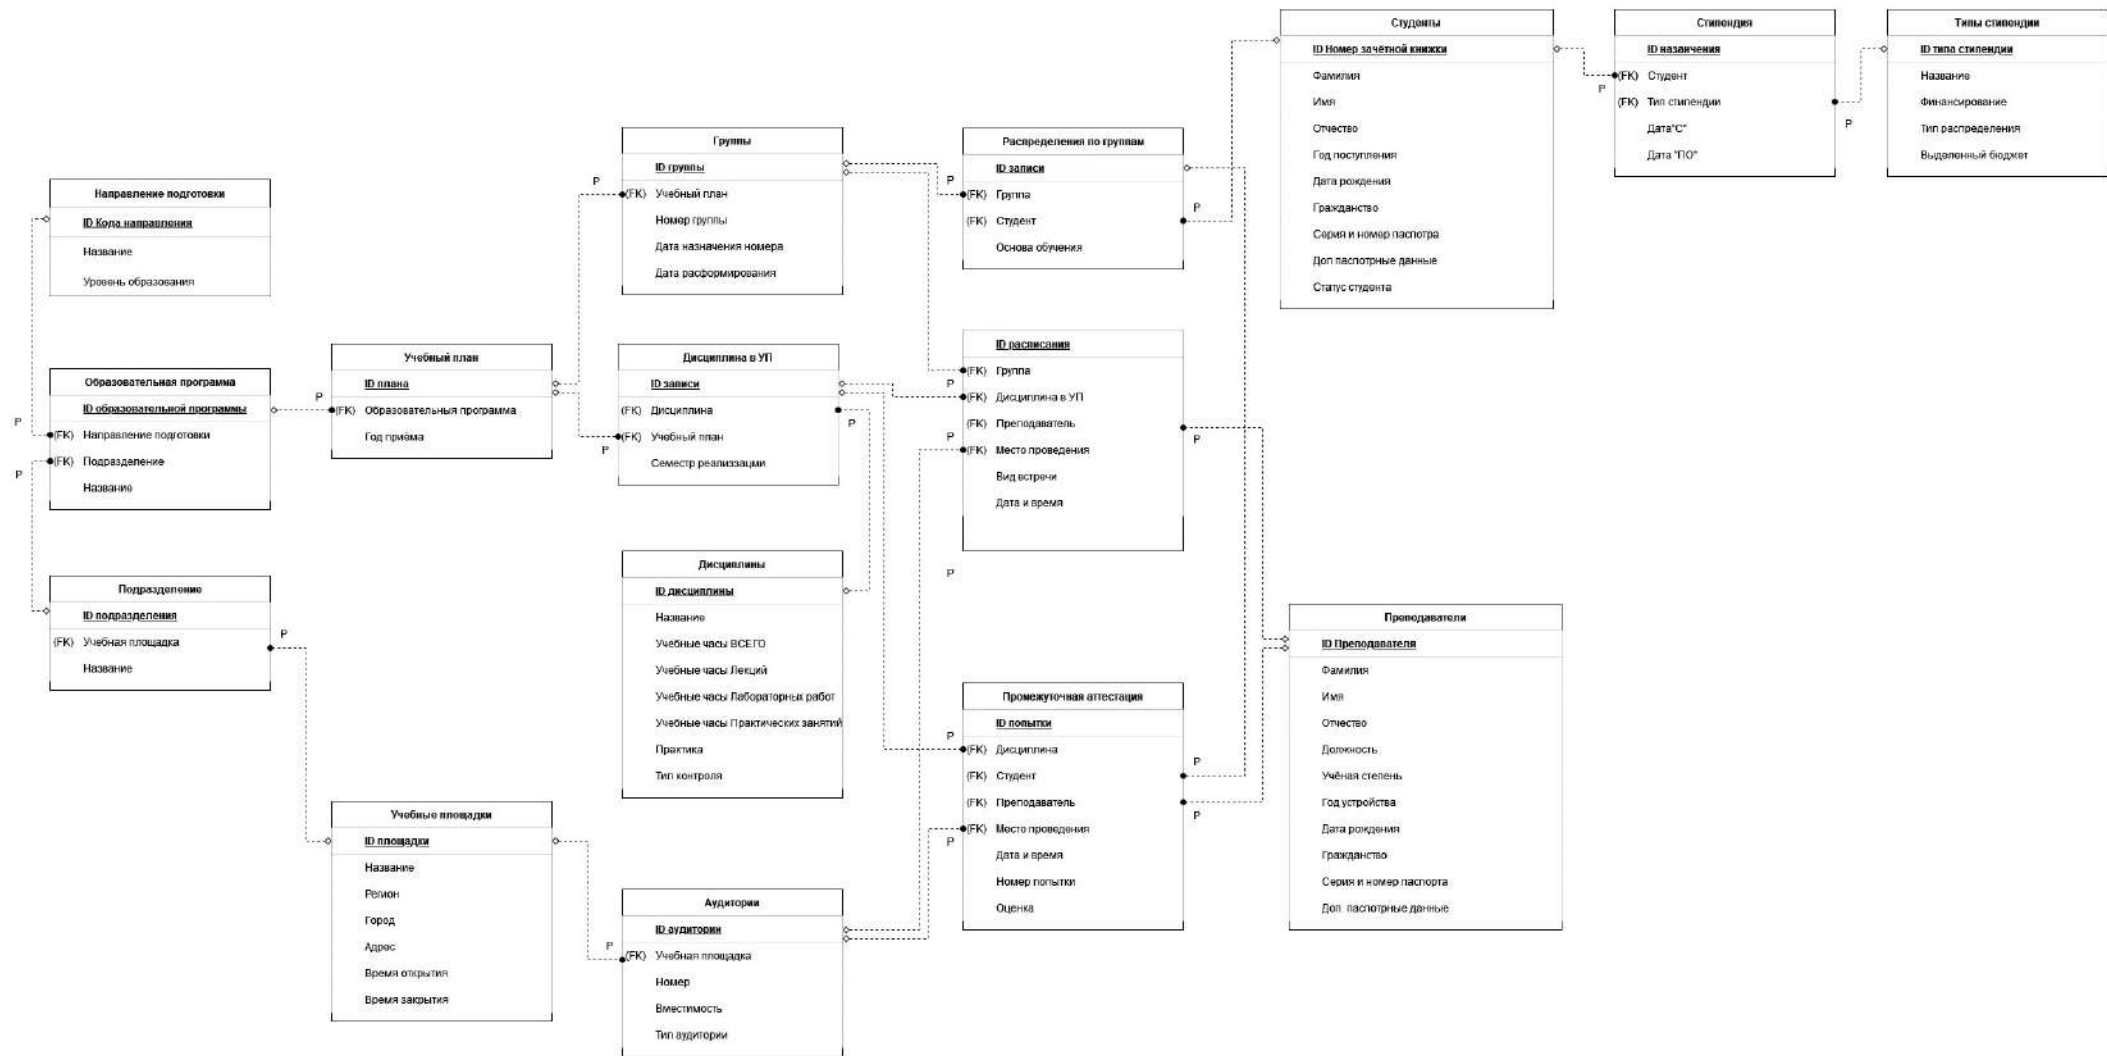 Направление подготовки
ID Кода направления
Название
Уровень образования
P
Образовательная программа
ID образовательной программы
(FK) Направление подготовки
(FK) Подразделение
Название
P
P
Подразделение
ID подразделения
(FK) Учебная площадка
Название
P
Учебный план
ID плана
(FK) Образовательныя программа
Год приёма
P
Учебные площадки
ID площадки
Название
Регион
Город
Адрес
Время открытия
Время закрытия
Группы
ID группы
(FK) Учебный план
Номер группы
Дата назначения номера
Дата расформирования
P
Дисциплина в УП
ID записи
(FK) Дисциплина
(FK) Учебный план
Семестр реализзацми
P
P
Дисциплины
ID дисциплины
Название
Учебные часы ВСЕГО
Учебные часы Лекций
Учебные часы Лабораторных работ
Учебные часы Практических занятий
Практика
Тип контроля
Аудитории
ID аудитории
(FK) Учебная площадка
Номер
Вместимость
Тип аудитории
P
Распределения по группам
ID записи
(FK) Группа
(FK) Студент
Основа обучения
P
P
ID расписания
(FK) Группа
(FK) Дисциплина в УП
(FK) Преподаватель
(FK) Место проведения
Вид встречи
Дата и время
P
P
P
P
Промежуточная аттестация
ID попытки
(FK) Дисциплина
(FK) Студент
(FK) Преподаватель
(FK) Место проведения
Дата и время
Номер попытки
Оценка
P
P
P
Студенты
ID Номер зачётной книжки
Фамилия
Имя
Отчество
Год поступления
Дата рождения
Гражданство
Серия и номер паспотра
Доп паспотрные данные
Статус студента
Преподаватели
ID Преподавателя
Фамилия
Имя
Отчество
Должность
Учёная степень
Год устройства
Дата рождения
Гражданство
Серия и номер паспорта
Доп паспотрные данные
Стипендия
ID назанчения
(FK) Студент
(FK) Тип стипендии
Дата"С"
Дата "ПО"
P
P
Типы стипендии
ID типа стипендии
Название
Финансирование
Тип распределения
Выделенный бюджет